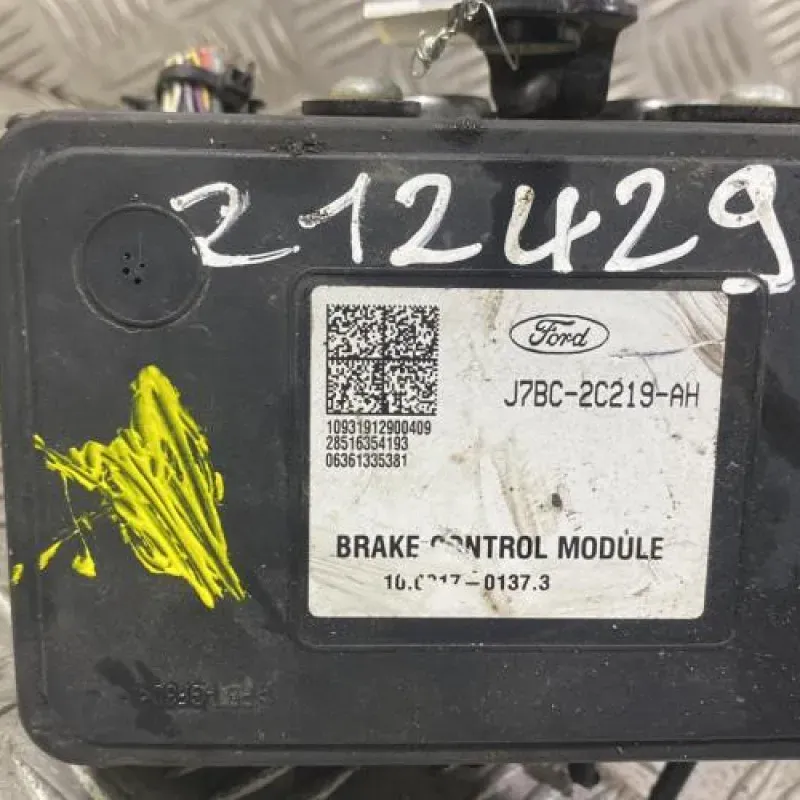 212429
Ford
J7BC-2C219-AH
10931912900409
28516354193
06361335381
BRAKE CONTROL MODULE